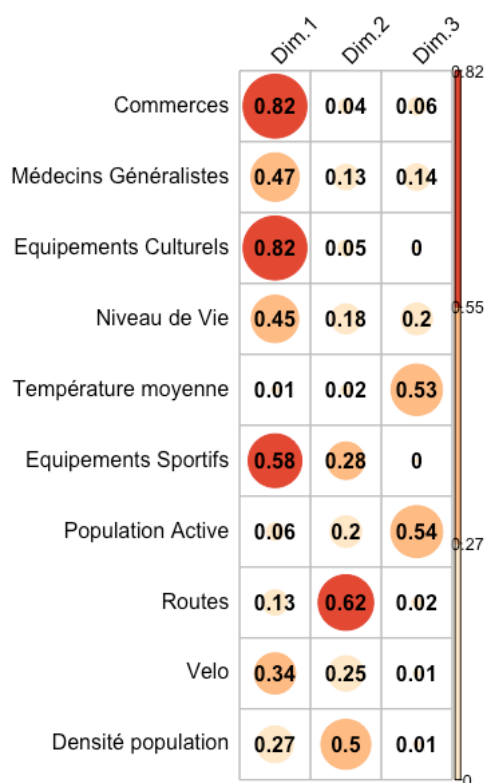 Dim.1 Dim.2 Dim.3
0.82
Commerces 0.82 0.04 0.06
Médecins Généralistes 0.47 0.13 0.14
Equipements Culturels 0.82 0.05 0
0.55
Niveau de Vie 0.45 0.18 0.2
Température moyenne 0.01 0.02 0.53
Equipements Sportifs 0.58 0.28 0
Population Active 0.06 0.2 0.54
0.27
Routes 0.13 0.62 0.02
Velo 0.34 0.25 0.01
Densité population 0.27 0.5 0.01
0